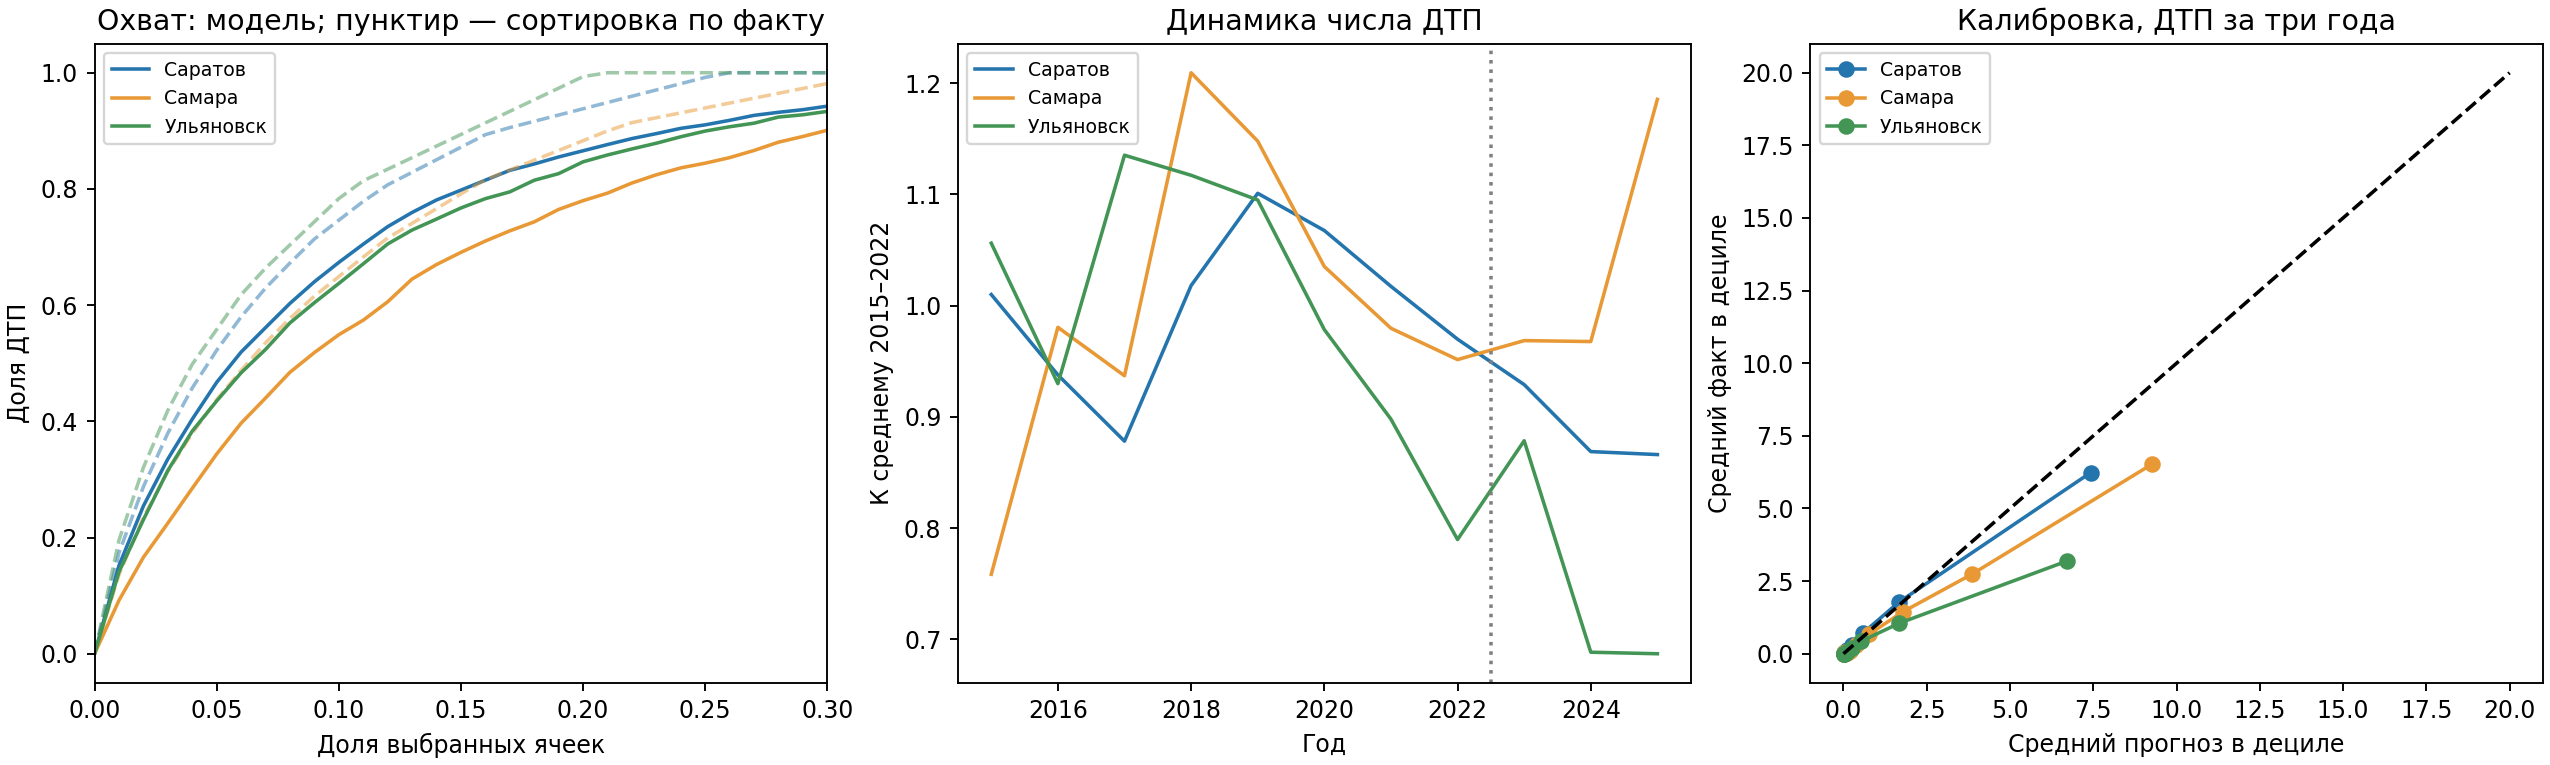 Охват: модель; пунктир — сортировка по факту
Саратов
Самара
Ульяновск
Доля ДТП
1.0
0.8
0.6
0.4
0.2
0.0
0.00 0.05 0.10 0.15 0.20 0.25 0.30
Доля выбранных ячеек
Динамика числа ДТП
Саратов
Самара
Ульяновск
К среднему 2015–2022
1.2
1.1
1.0
0.9
0.8
0.7
2016 2018 2020 2022 2024
Год
Калибровка, ДТП за три года
Саратов
Самара
Ульяновск
Средний факт в дециле
20.0
17.5
15.0
12.5
10.0
7.5
5.0
2.5
0.0
0.0 2.5 5.0 7.5 10.0 12.5 15.0 17.5 20.0
Средний прогноз в дециле